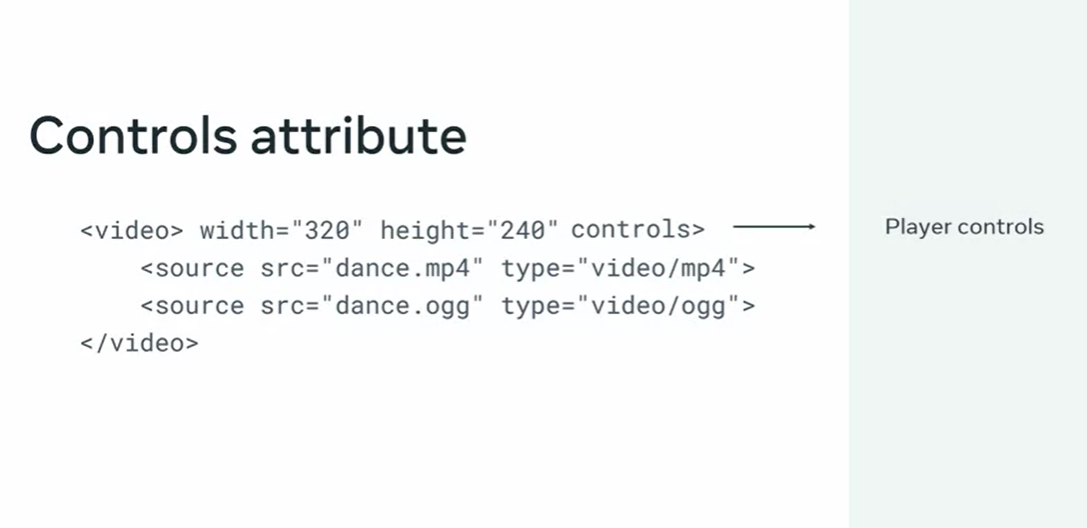 Controls attribute
<video> width="320" height="240" controls>
Player controls
<source src="dance.mp4" type="video/mp4">
<source src="dance.ogg" type="video/ogg">
</video>